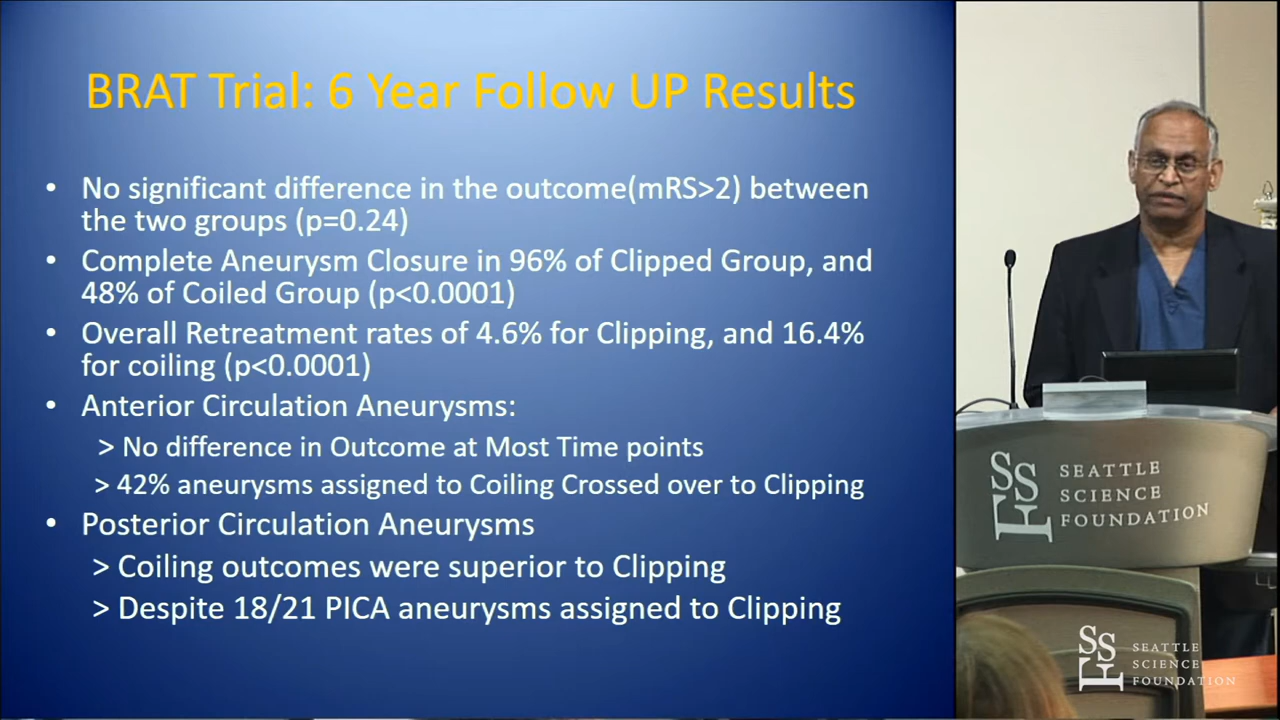 BRAT Trial: 6 Year Follow UP Results
• No significant difference in the outcome(mRS>2) between
the two groups (p=0.24)
• Complete Aneurysm Closure in 96% of Clipped Group, and
48% of Coiled Group (p<0.0001)
• Overall Retreatment rates of 4.6% for Clipping, and 16.4%
for coiling (p<0.0001)
• Anterior Circulation Aneurysms:
> No difference in Outcome at Most Time points
> 42% aneurysms assigned to Coiling Crossed over to Clipping
• Posterior Circulation Aneurysms
> Coiling outcomes were superior to Clipping
> Despite 18/21 PICA aneurysms assigned to Clipping
SSF
SEATTLE
SCIENCE
FOUNDATION
SSF
SEATTLE
SCIENCE
FOUNDATION